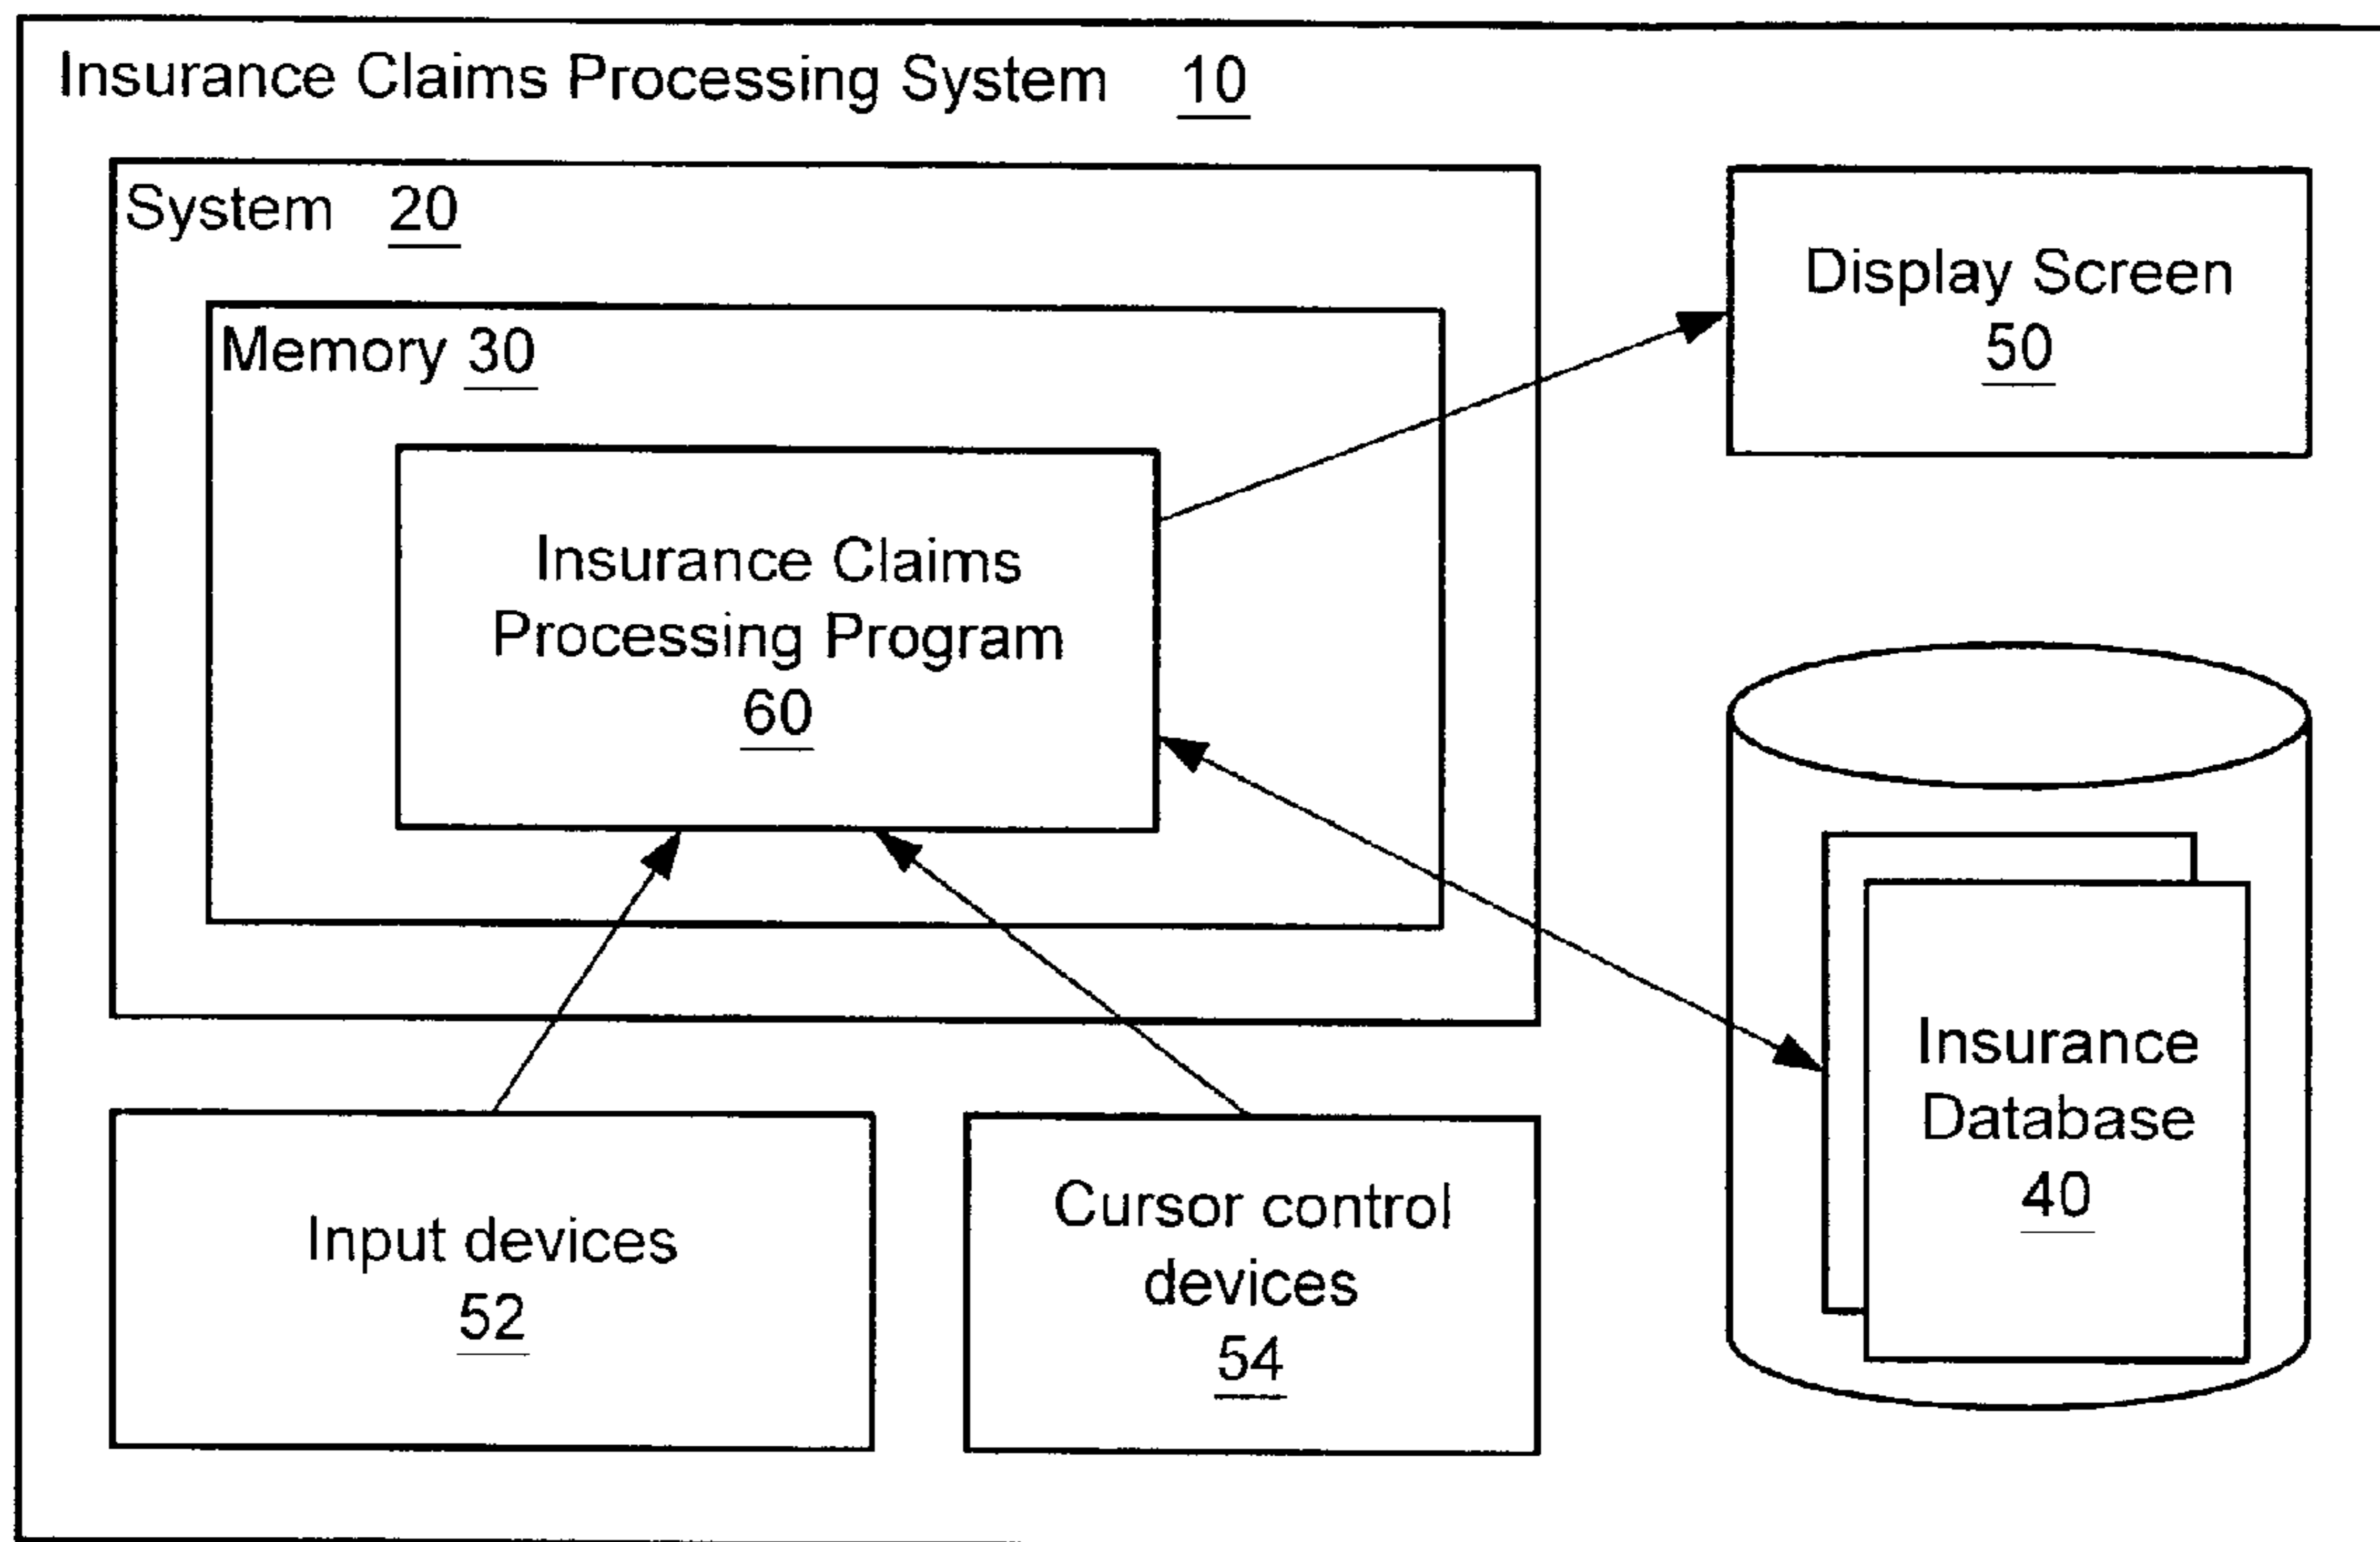 Insurance Claims Processing System 10
System 20
Memory 30
Display Screen
50
Insurance Claims
Processing Program
60
Insurance
Database
40
Input devices
52
Cursor control
devices
54